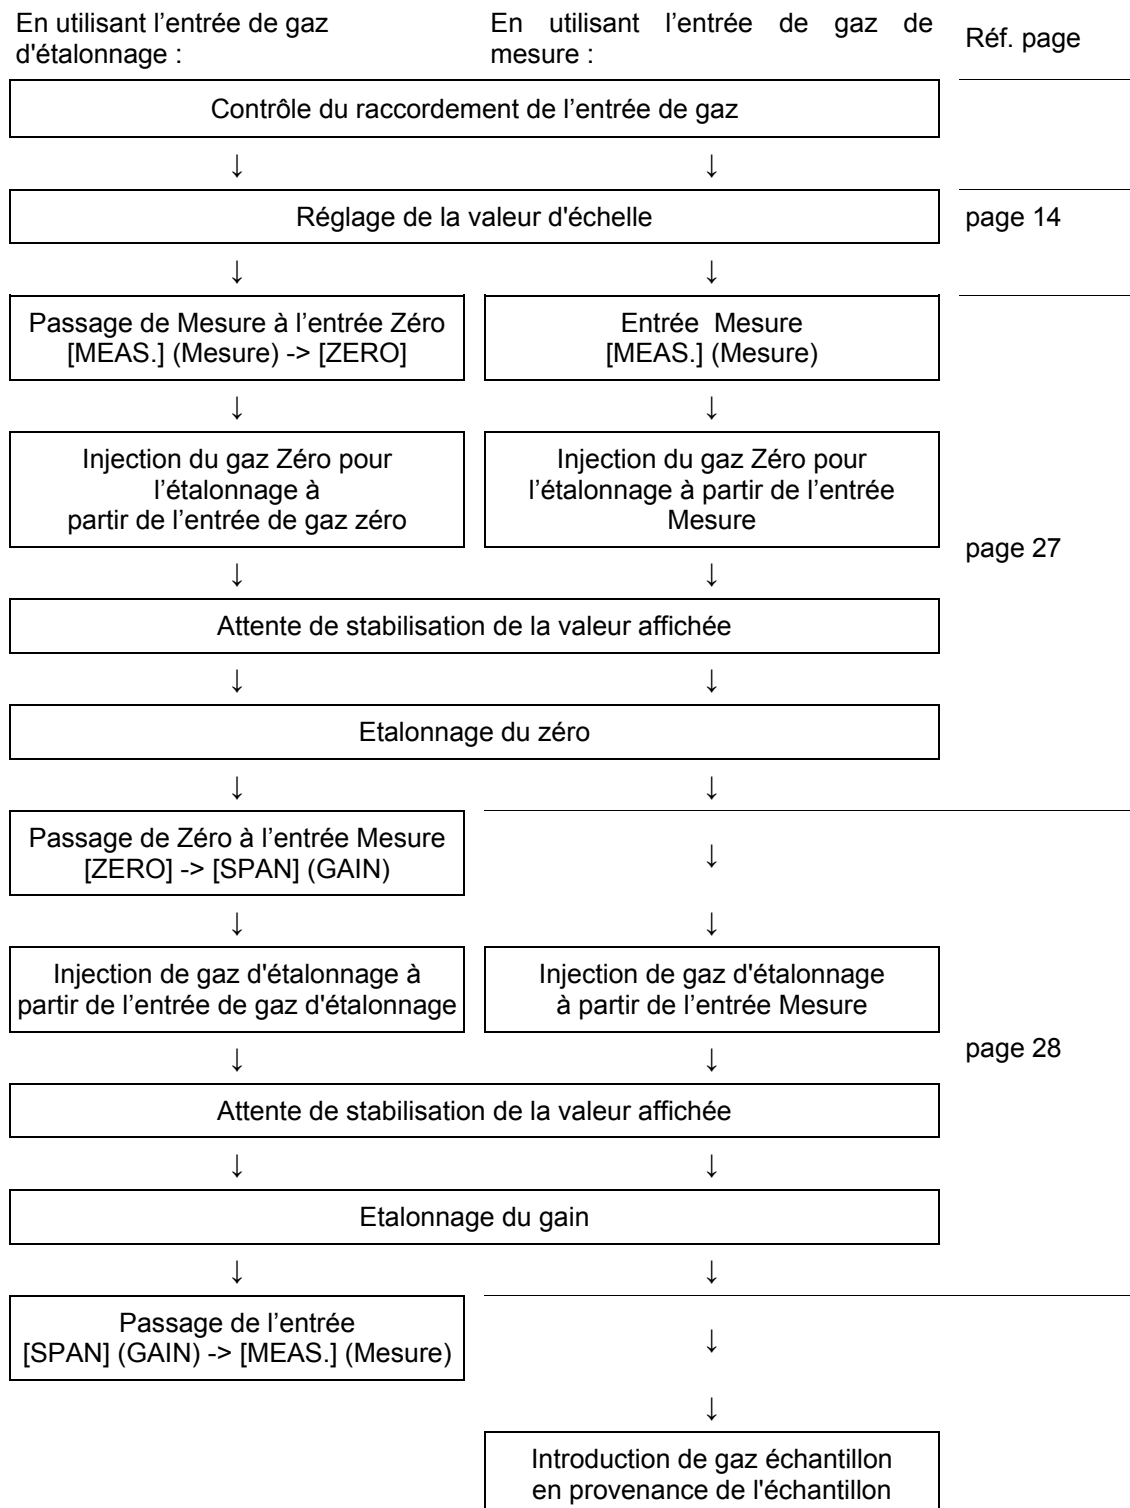 En utilisant l’entrée de gaz
d'étalonnage :
En utilisant l’entrée de gaz de
mesure :
Réf. page
Contrôle du raccordement de l’entrée de gaz
↓ ↓
Réglage de la valeur d'échelle
page 14
↓ ↓
Passage de Mesure à l’entrée Zéro
[MEAS.] (Mesure) -> [ZERO]
Entrée Mesure
[MEAS.] (Mesure)
↓ ↓
Injection du gaz Zéro pour
l’étalonnage à
partir de l’entrée de gaz zéro
Injection du gaz Zéro pour
l’étalonnage à partir de l’entrée
Mesure
page 27
↓ ↓
Attente de stabilisation de la valeur affichée
↓ ↓
Etalonnage du zéro
↓ ↓
Passage de Zéro à l’entrée Mesure
[ZERO] -> [SPAN] (GAIN)
↓
↓ ↓
Injection de gaz d'étalonnage à
partir de l’entrée de gaz d'étalonnage
Injection de gaz d'étalonnage
à partir de l’entrée Mesure
page 28
↓ ↓
Attente de stabilisation de la valeur affichée
↓ ↓
Etalonnage du gain
↓ ↓
Passage de l’entrée
[SPAN] (GAIN) -> [MEAS.] (Mesure)
↓
↓
Introduction de gaz échantillon
en provenance de l'échantillon